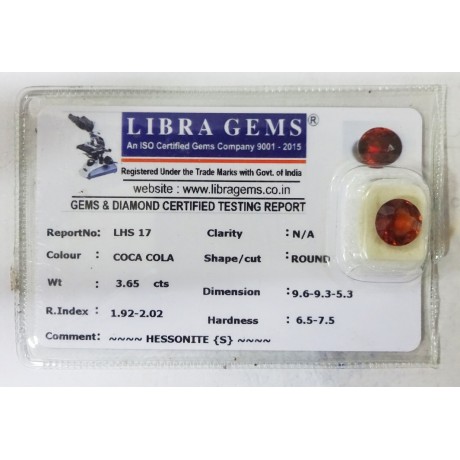 LIBRA GEMS®
An ISO Certified Gems Company 9001 - 2015
Registered Under the Trade Marks with Govt. of India
website : www.libragems.co.in
GEMS & DIAMOND CERTIFIED TESTING REPORT
ReportNo: LHS 17 Clarity : N/A
Colour : COCA COLA Shape/cut : ROUND
Wt : 3.65 cts Dimension : 9.6-9.3-5.3
R.Index : 1.92-2.02 Hardness : 6.5-7.5
Comment: ~~~~ HESSONITE {S} ~~~~